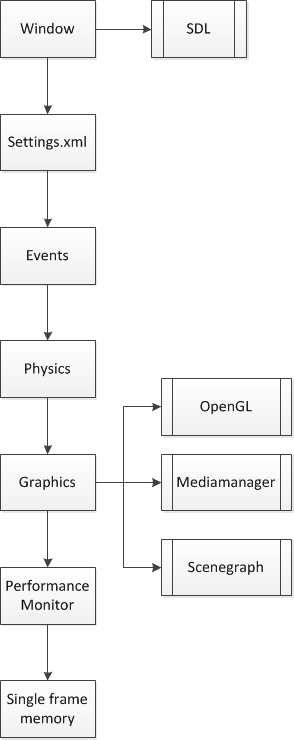 Window
SDL
Settings.xml
Events
Physics
OpenGL
Graphics
Mediamanager
Scenegraph
Performance
Monitor
Single frame
memory